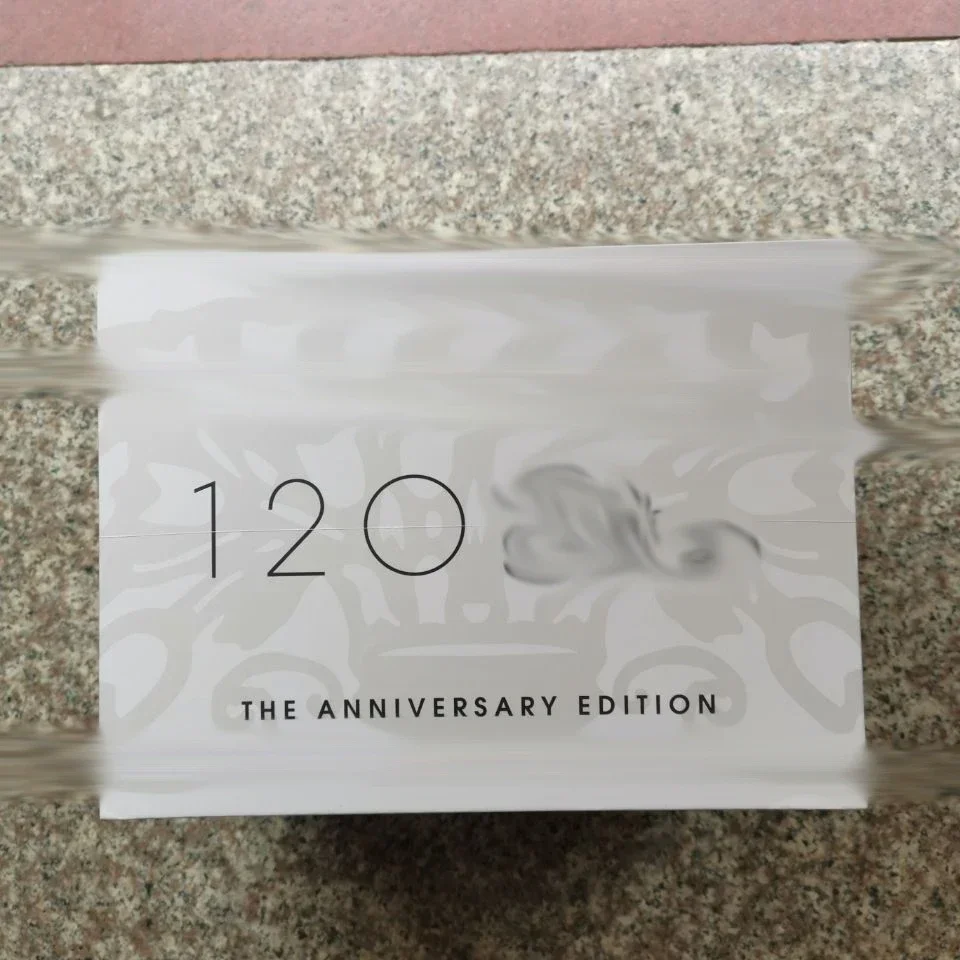 120
THE ANNIVERSARY EDITION